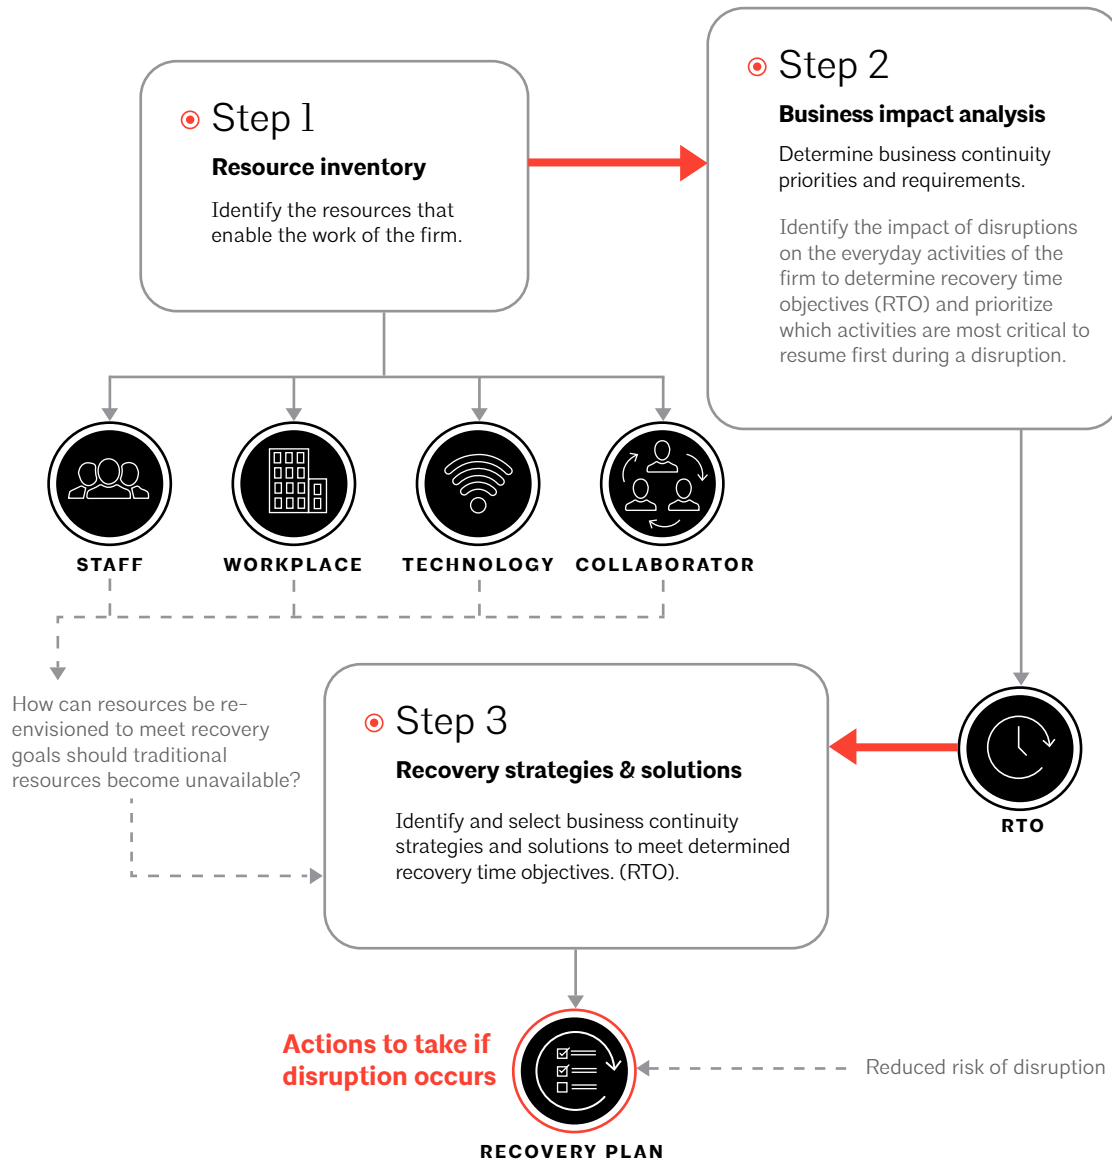 Step 1
Resource inventory
Identify the resources that
enable the work of the firm.
Step 2
Business impact analysis
Determine business continuity
priorities and requirements.
Identify the impact of disruptions
on the everyday activities of the
firm to determine recovery time
objectives (RTO) and prioritize
which activities are most critical to
resume first during a disruption.
STAFF
WORKPLACE
TECHNOLOGY
COLLABORATOR
How can resources be re-
envisioned to meet recovery
goals should traditional
resources become unavailable?
Step 3
Recovery strategies & solutions
Identify and select business continuity
strategies and solutions to meet determined
recovery time objectives. (RTO).
RTO
Actions to take if
disruption occurs
Reduced risk of disruption
RECOVERY PLAN